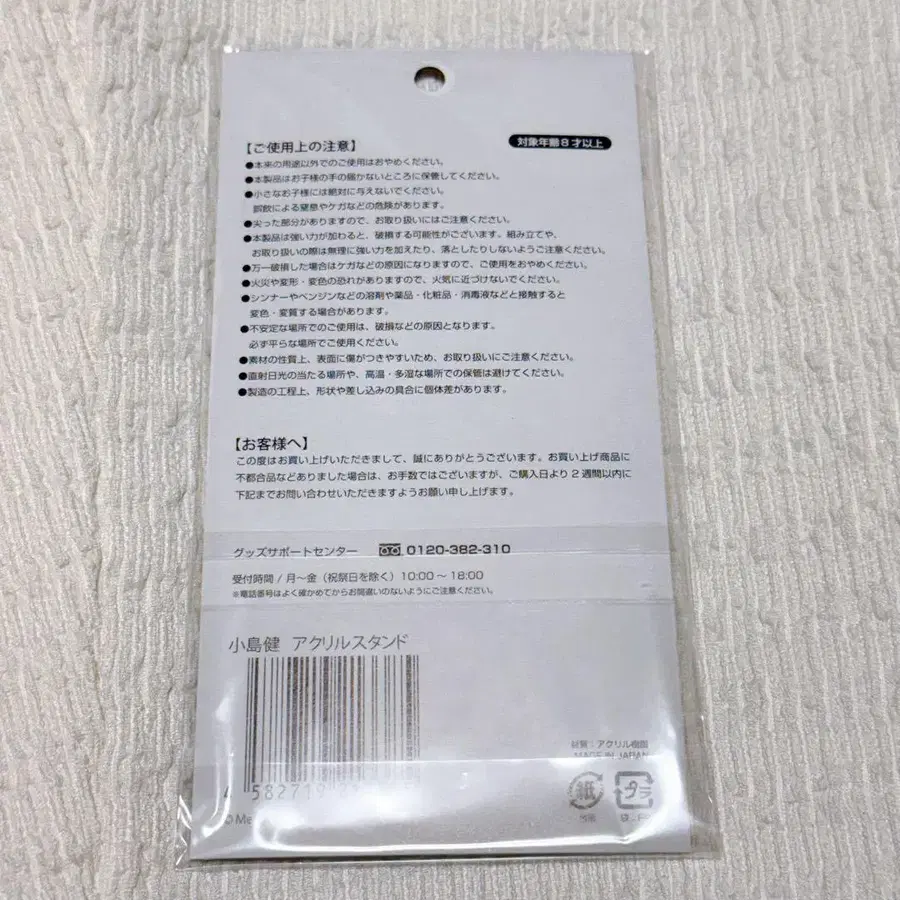 【ご使用上の注意】
対象年齢8才以上
●本来の用途以外でのご使用はおやめください。
●本製品はお子様の手の届かないところに保管してください。
●小さなお子様には絶対に与えないでください。
誤飲による窒息やケガなどの危険があります。
●尖った部分がありますので、お取り扱いにはご注意ください。
●本製品は強い力が加わると、破損する可能性がございます。組み立てや、
お取り扱いの際は無理に強い力を加えたり、落としたりしないようご注意ください。
●万一破損した場合はケガなどの原因になりますので、ご使用をおやめください。
●火災や変形・変色の恐れがありますので、火気に近づけないでください。
●シンナーやベンジンなどの溶剤や薬品・化粧品・消毒液などと接触すると
変色・変質する場合があります。
●不安定な場所でのご使用は、破損などの原因となります。
必ず平らな場所でご使用ください。
●素材の性質上、表面に傷がつきやすいため、お取り扱いにご注意ください。
●直射日光の当たる場所や、高温・多湿な場所での保管は避けてください。
●製造の工程上、形状や差し込みの具合に個体差があります。
【お客様へ】
この度はお買い上げいただきまして、誠にありがとうございます。お買い上げ商品に
不都合品などありました場合は、お手数ではございますが、ご購入日より2週間以内に
下記までお問い合わせいただきますようお願い申し上げます。
グッズサポートセンター 0120-382-310
受付時間/月〜金(祝祭日を除く)10:00〜18:00
※電話番号はよく確かめてからお間違いのないようにご注意ください。
小島健 アクリルスタンド
材質:アクリル樹脂
MADE IN JAPAN
4 582719
紙
プラ
台紙
©Me